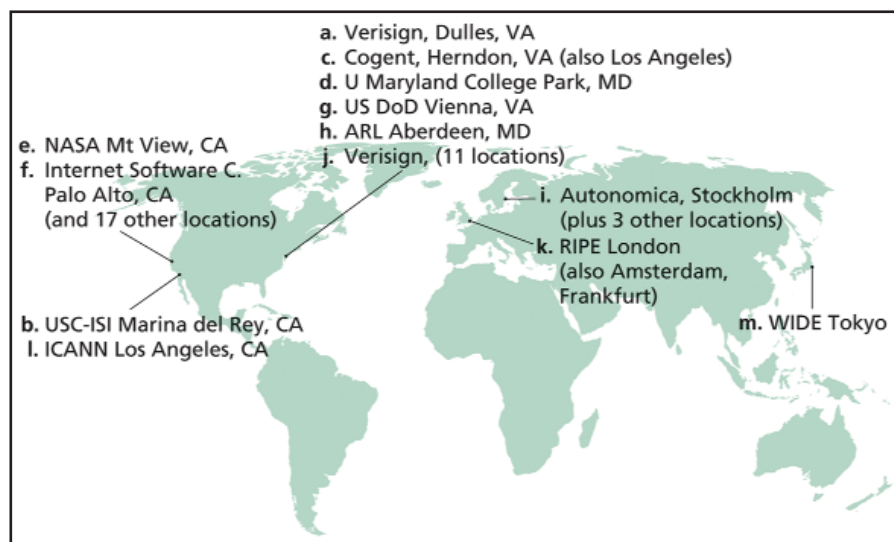 a. Verisign, Dulles, VA
c. Cogent, Herndon, VA (also Los Angeles)
d. U Maryland College Park, MD
g. US DoD Vienna, VA
h. ARL Aberdeen, MD
j. Verisign, (11 locations)
e. NASA Mt View, CA
f. Internet Software C.
Palo Alto, CA
(and 17 other locations)
i. Autonomica, Stockholm
(plus 3 other locations)
k. RIPE London
(also Amsterdam,
Frankfurt)
m. WIDE Tokyo
b. USC-ISI Marina del Rey, CA
l. ICANN Los Angeles, CA